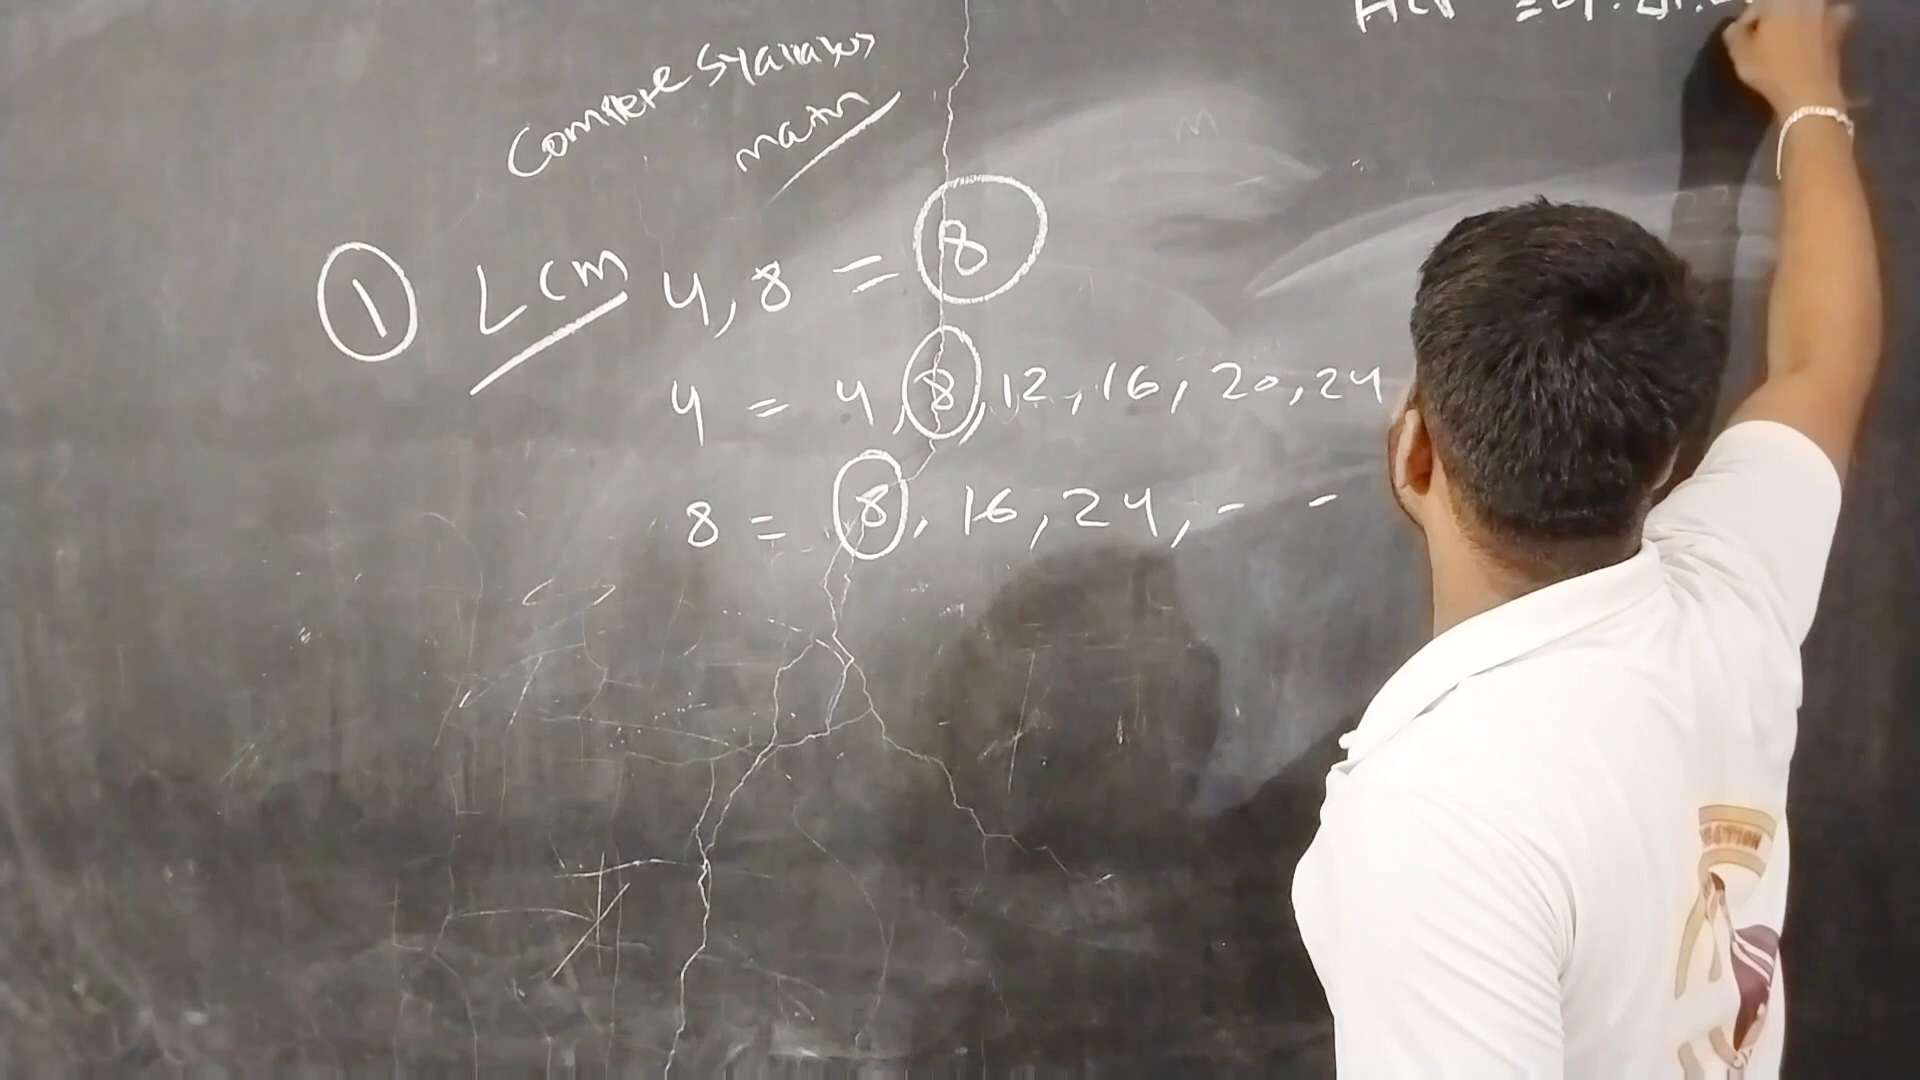 Complete Syllabus
math
① LCM 4, 8 = 8
4 = 4, 8, 12, 16, 20, 24
8 = 8, 16, 24, - -